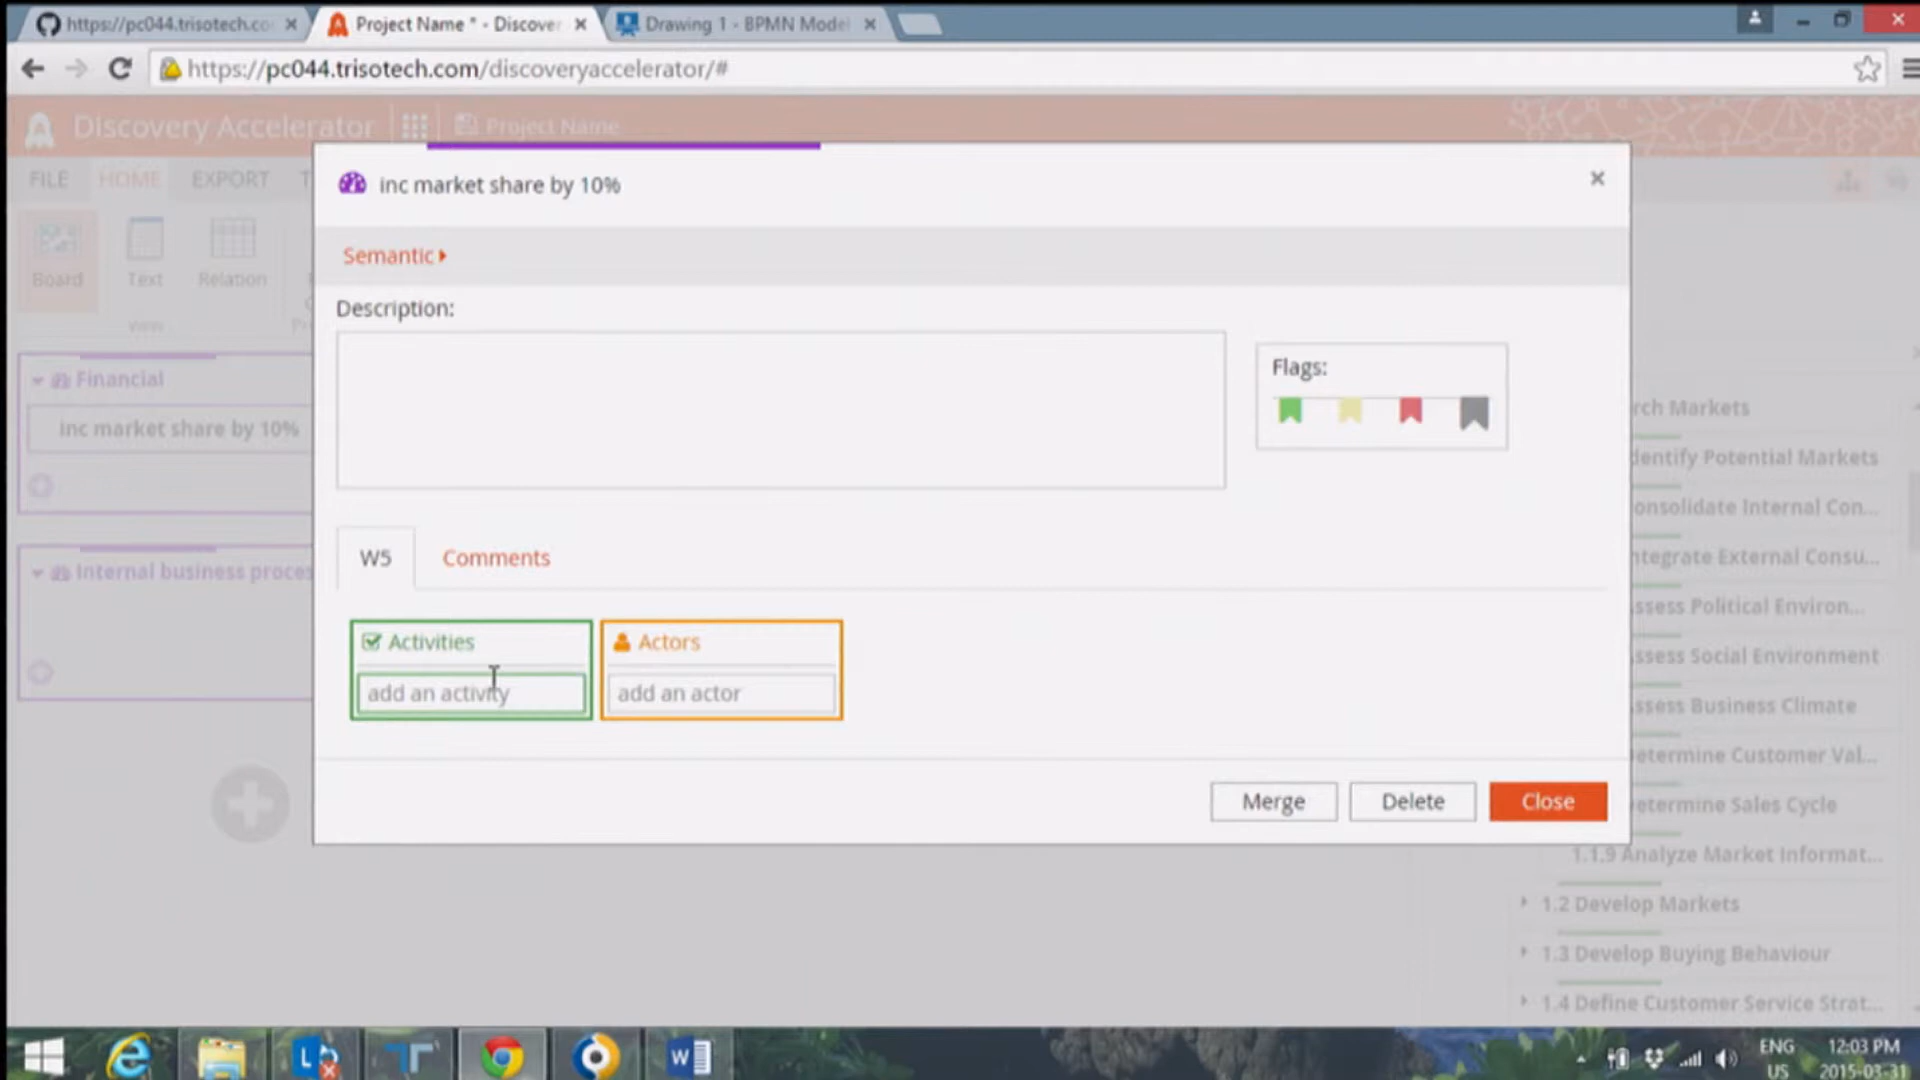 https://pc044.trisotech.co
Project Name * - Discover
Drawing 1 - BPMN Model
https://pc044.trisotech.com/discoveryaccelerator/#
Discovery Accelerator
Project Name
FILE
HOME
EXPORT
T
Board
Text
Relation
view
inc market share by 10%
Semantic
Description:
Flags:
W5
Comments
Activities
add an activity
Actors
add an actor
Merge
Delete
Close
Financial
inc market share by 10%
Internal business proces
rch Markets
dentify Potential Markets
onsolidate Internal Con...
ntegrate External Consu...
ssess Political Environ...
ssess Social Environment
ssess Business Climate
etermine Customer Val...
etermine Sales Cycle
1.1.9 Analyze Market Informat...
1.2 Develop Markets
1.3 Develop Buying Behaviour
1.4 Define Customer Service Strat...
ENG
US
12:03 PM
2015-03-31